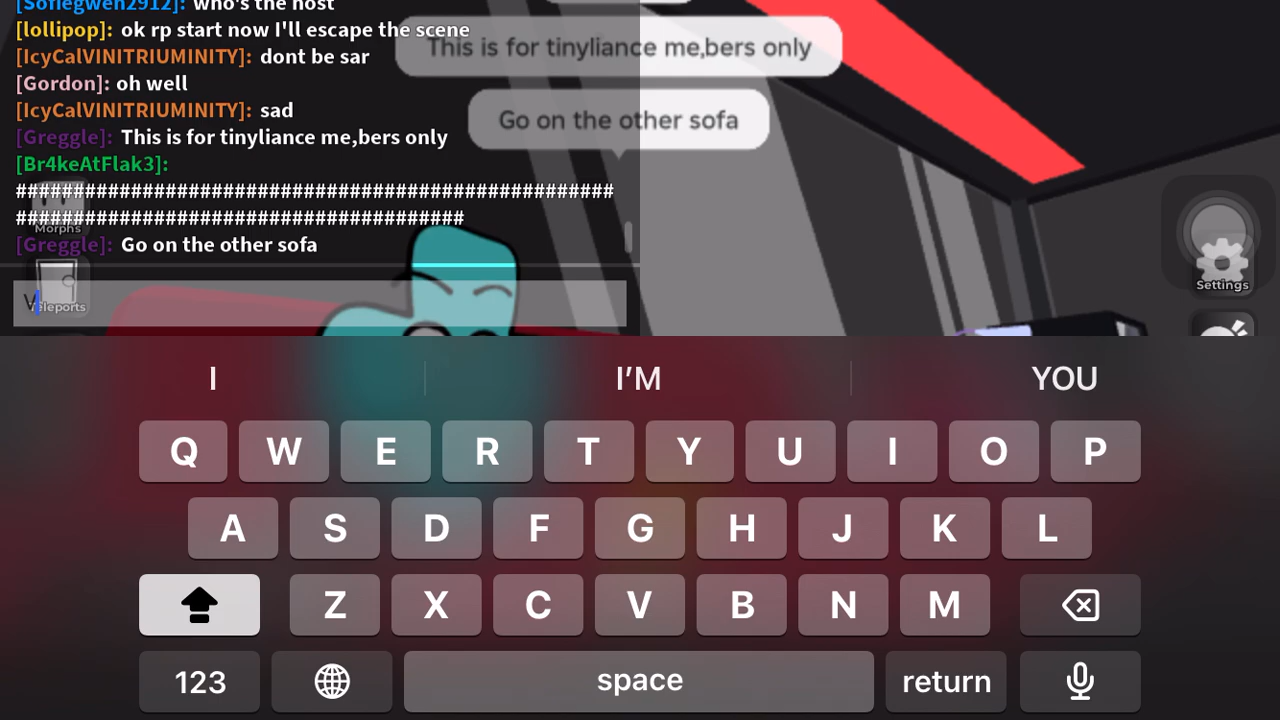 [Sofiegwen2912]: who's the host
[lollipop]: ok rp start now I'll escape the scene
[IcyCalVINITRIUMINITY]: dont be sar
[Gordon]: oh well
[IcyCalVINITRIUMINITY]: sad
[Greggle]: This is for tinyliance me,bers only
[Br4keAtFlak3]:
####################################################
#######################################
[Greggle]: Go on the other sofa
This is for tinyliance me,bers only
Go on the other sofa
Morphs
V
Teleports
Settings
I I'M YOU
Q W E R T Y U I O P
A S D F G H J K L
Z X C V B N M
123 space return